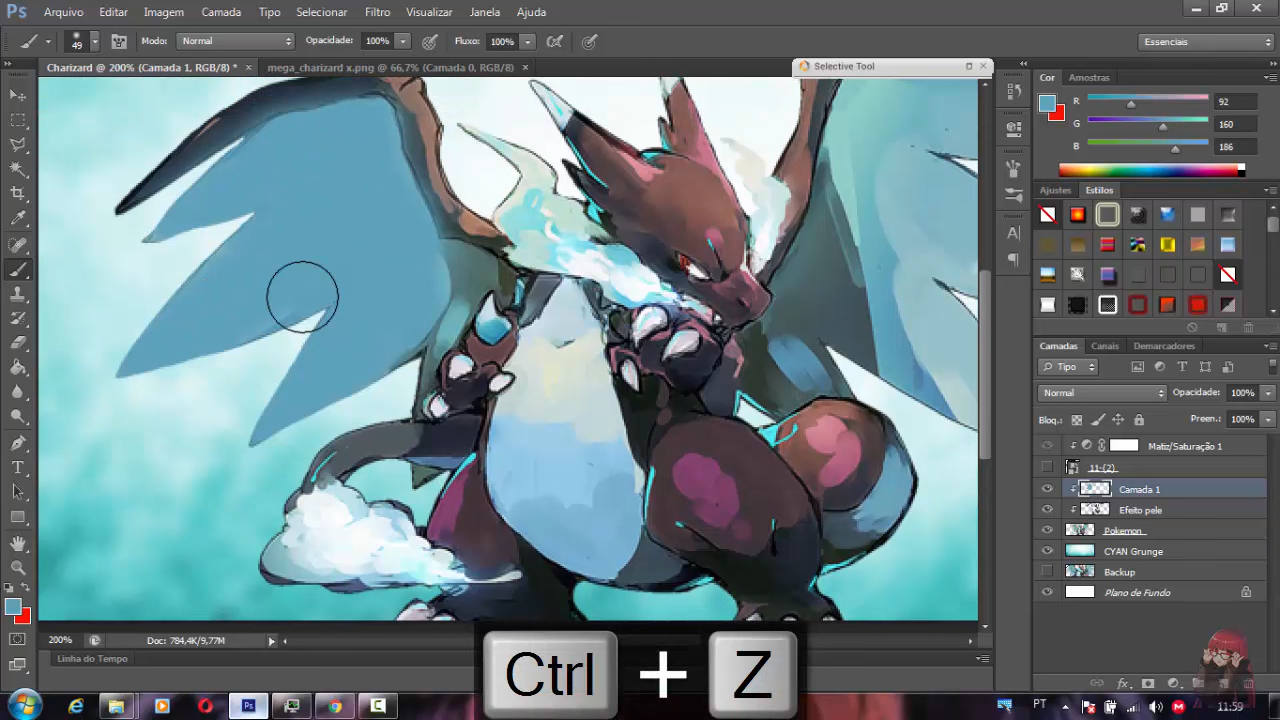 Ps Arquivo Editar Imagem Camada Tipo Selecionar Filtro Visualizar Janela Ajuda
49 Modo: Normal Opacidade: 100% Fluxo: 100% Essenciais
Charizard @ 200% (Camada 1, RGB/8) * × mega_charizard x.png @ 66,7% (Camada 0, RGB/8) ×
Selective Tool
Cor Amostras
R 92
G 160
B 186
Ajustes Estilos
Camadas Canais Demarcadores
Tipo
Normal Opacidade: 100%
Bloq.: Preen.: 100%
Matiz/Saturação 1
11-(2)
Camada 1
Efeito pele
Pokemon
CYAN Grunge
Backup
Plano de Fundo
200% Doc: 784,4K/9,77M
Linha do Tempo
Ctrl + Z
PT 11:59